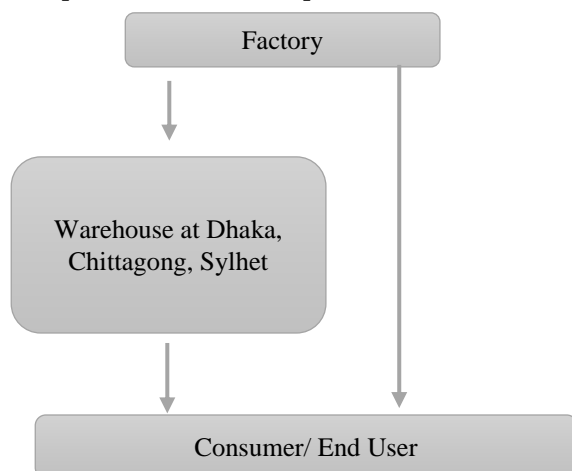 Factory
Warehouse at Dhaka,
Chittagong, Sylhet
Consumer/ End User